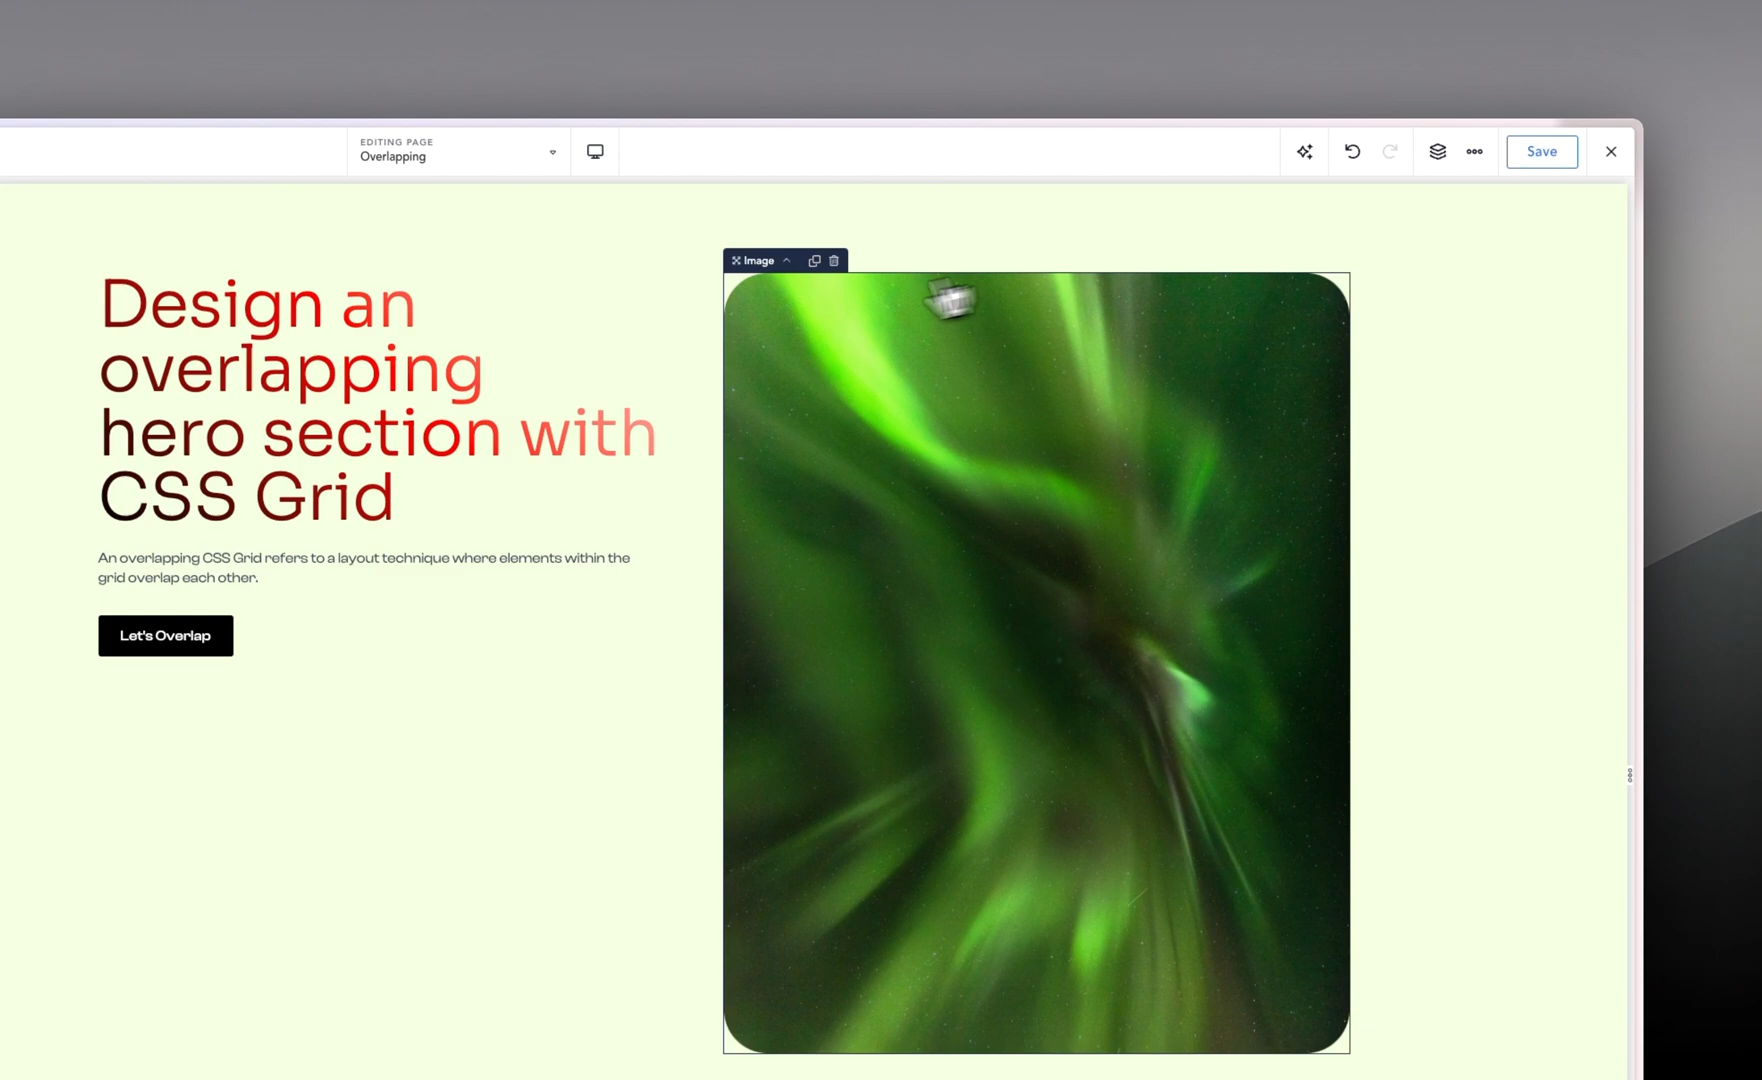 EDITING PAGE
Overlapping
Save
Image
Design an
overlapping
hero section with
CSS Grid
An overlapping CSS Grid refers to a layout technique where elements within the
grid overlap each other.
Let's Overlap